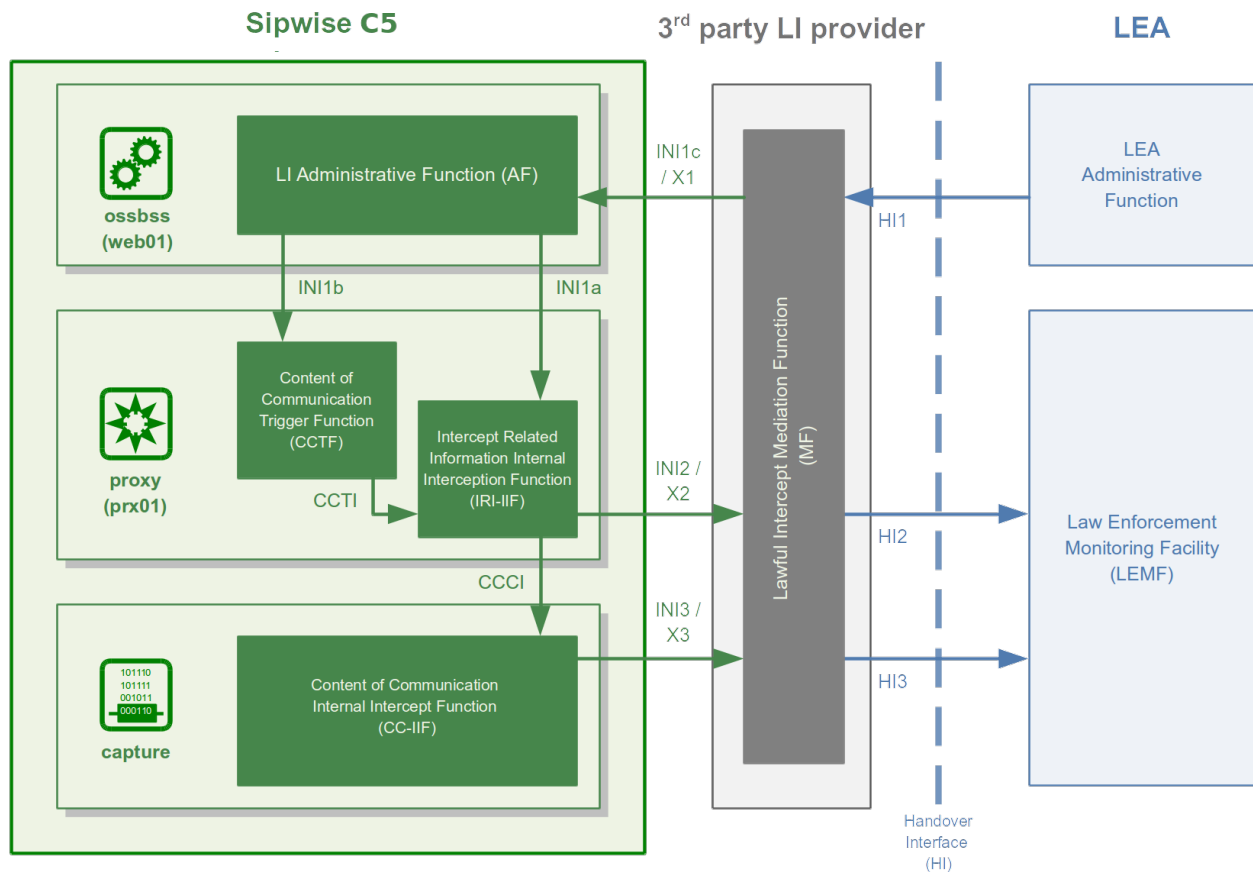 Sipwise C5
3rd party LI provider
LEA
ossbss
(web01)
LI Administrative Function (AF)
INI1c
/ X1
HI1
LEA
Administrative
Function
INI1b
INI1a
proxy
(prx01)
Content of
Communication
Trigger Function
(CCTF)
CCTI
Intercept Related
Information Internal
Interception Function
(IRI-IIF)
INI2 /
X2
Lawful Intercept Mediation Function
(MF)
HI2
Law Enforcement
Monitoring Facility
(LEMF)
CCCI
101110
101111
001011
000110
capture
Content of Communication
Internal Intercept Function
(CC-IIF)
INI3 /
X3
HI3
Handover
Interface
(HI)